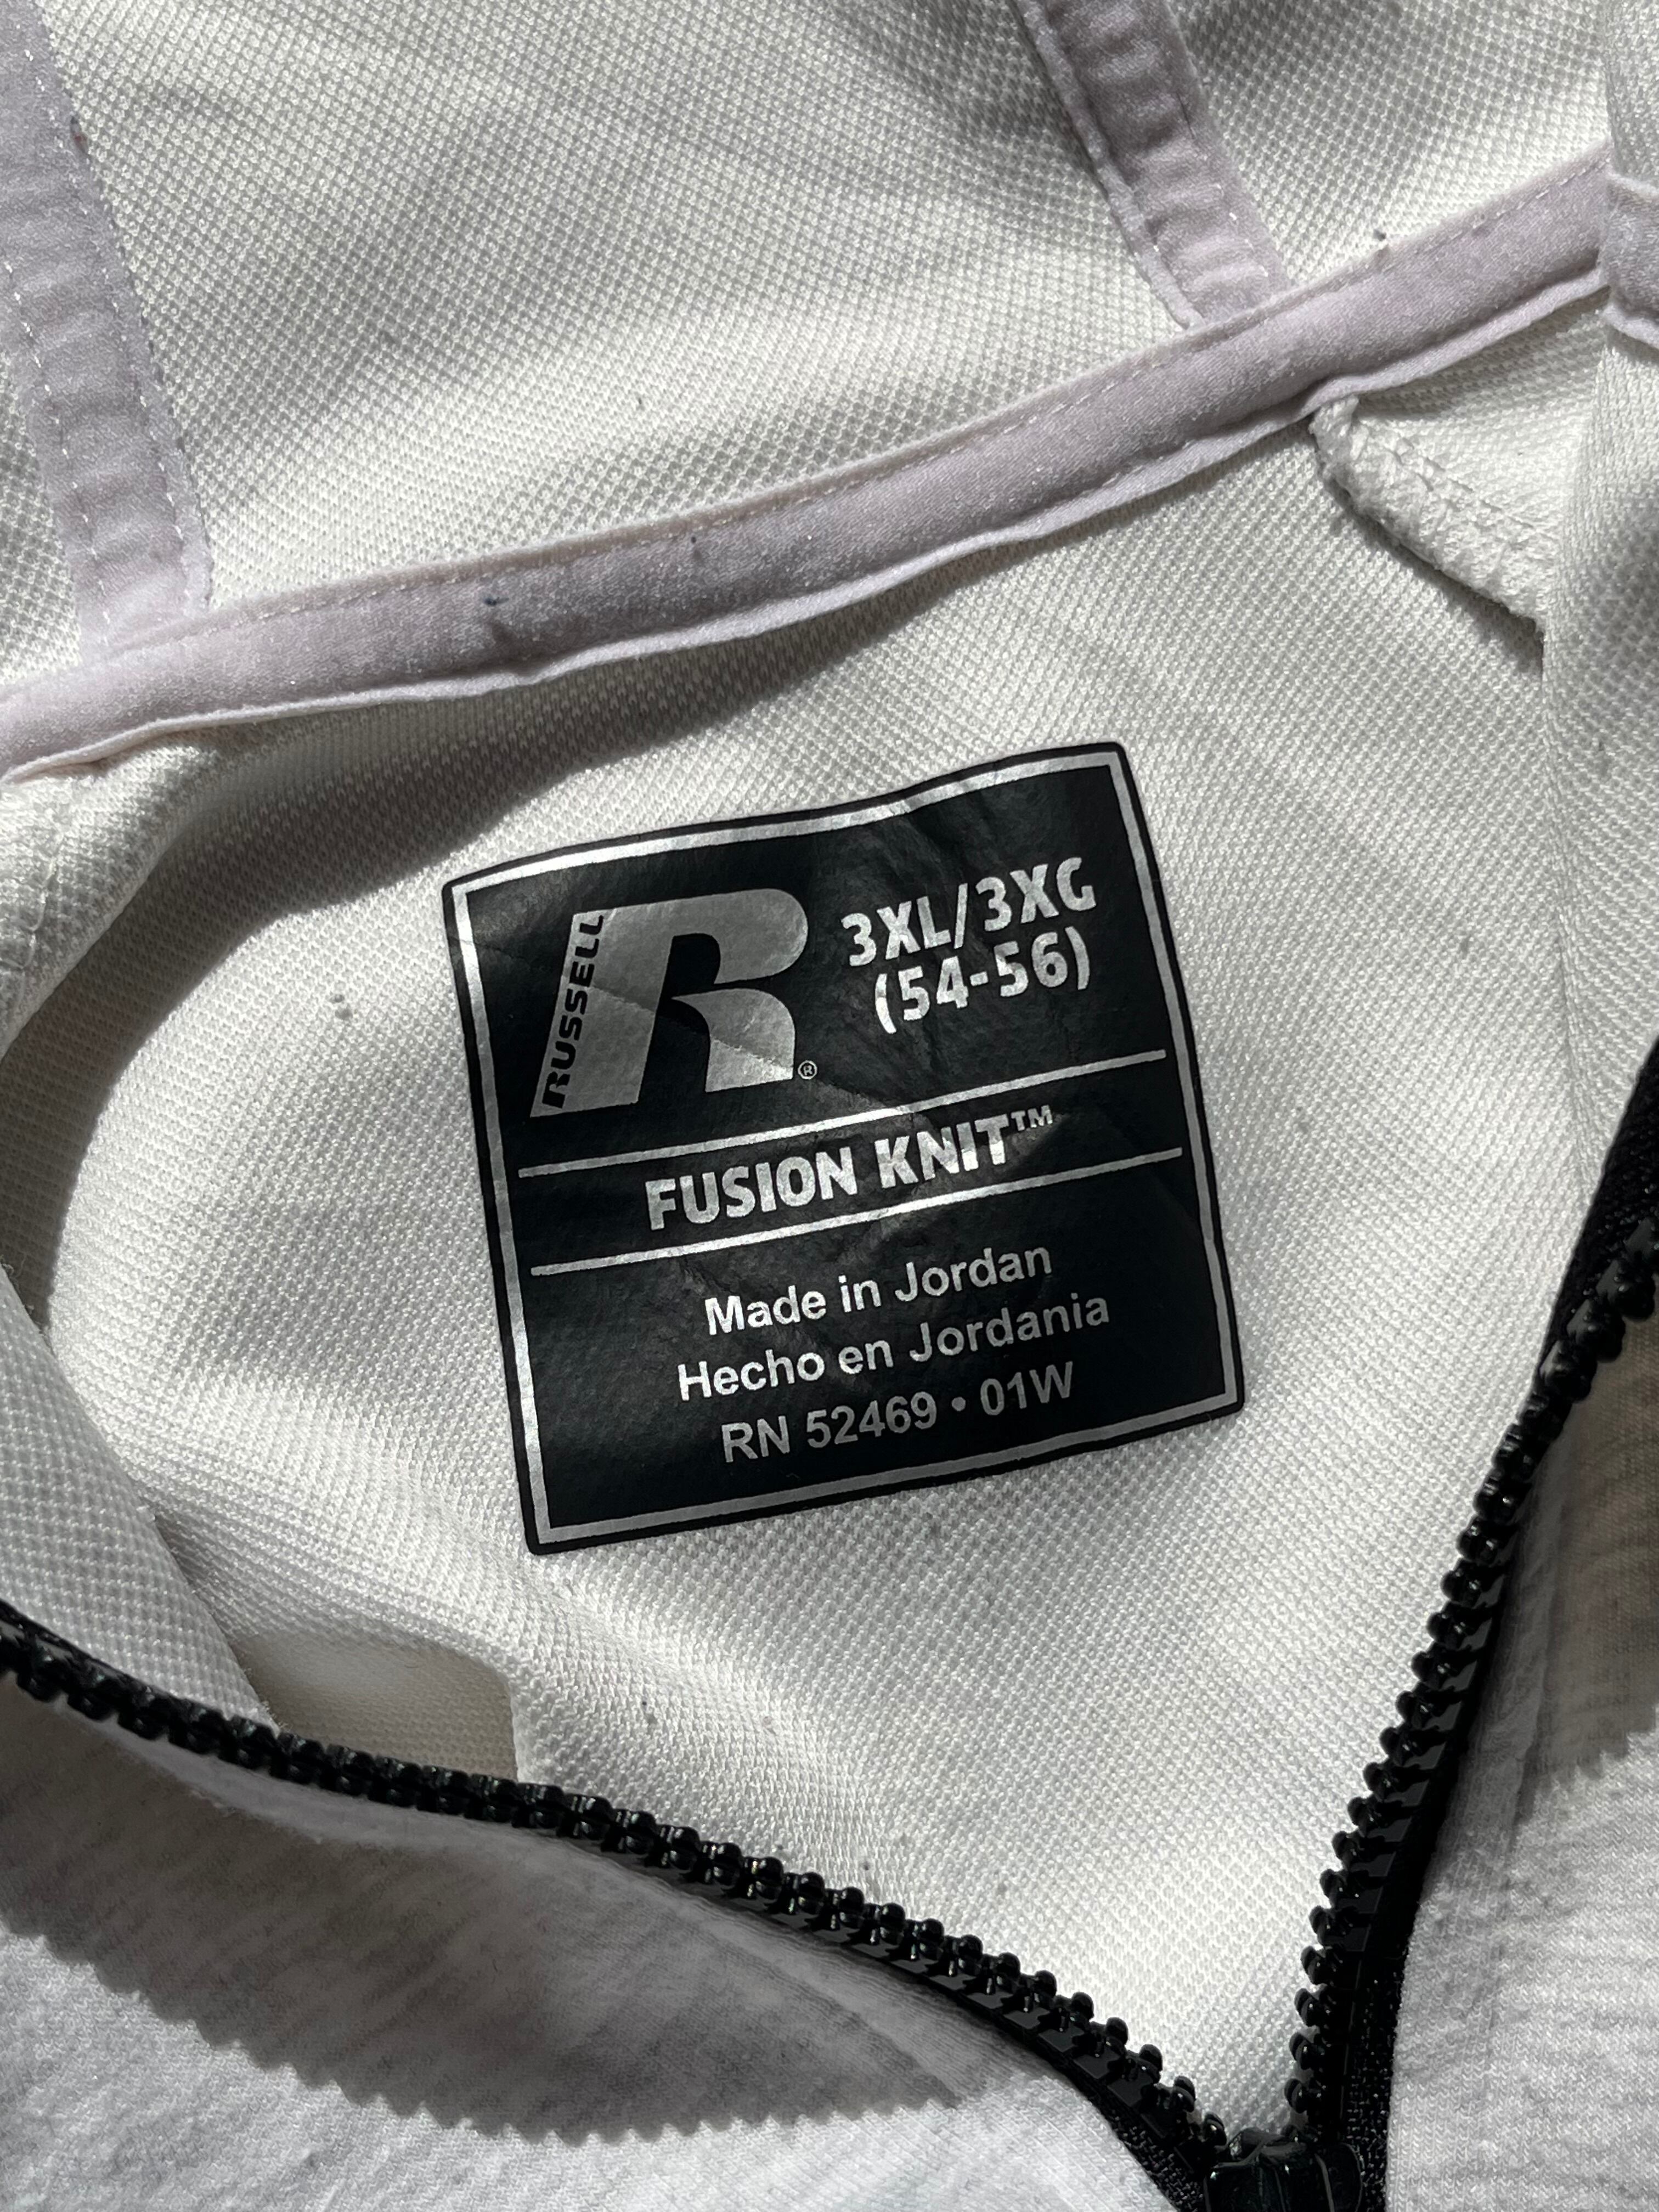 RUSSELL
R®
3XL/3XG
(54-56)
FUSION KNIT™
Made in Jordan
Hecho en Jordania
RN 52469 • 01W